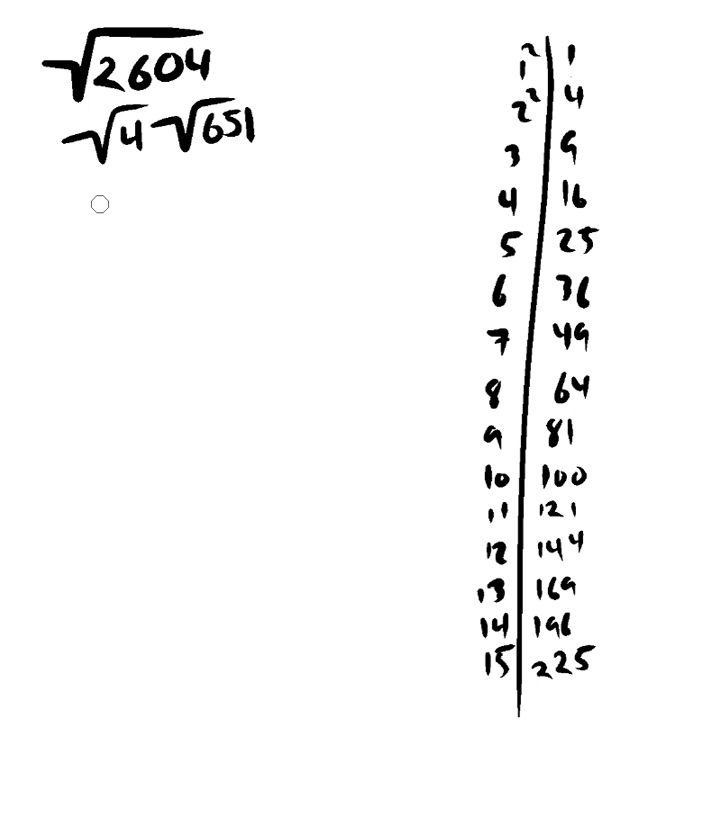 √2604
√4 √651
1² | 1
2² | 4
3 | 9
4 | 16
5 | 25
6 | 36
7 | 49
8 | 64
9 | 81
10 | 100
11 | 121
12 | 144
13 | 169
14 | 196
15 | 225